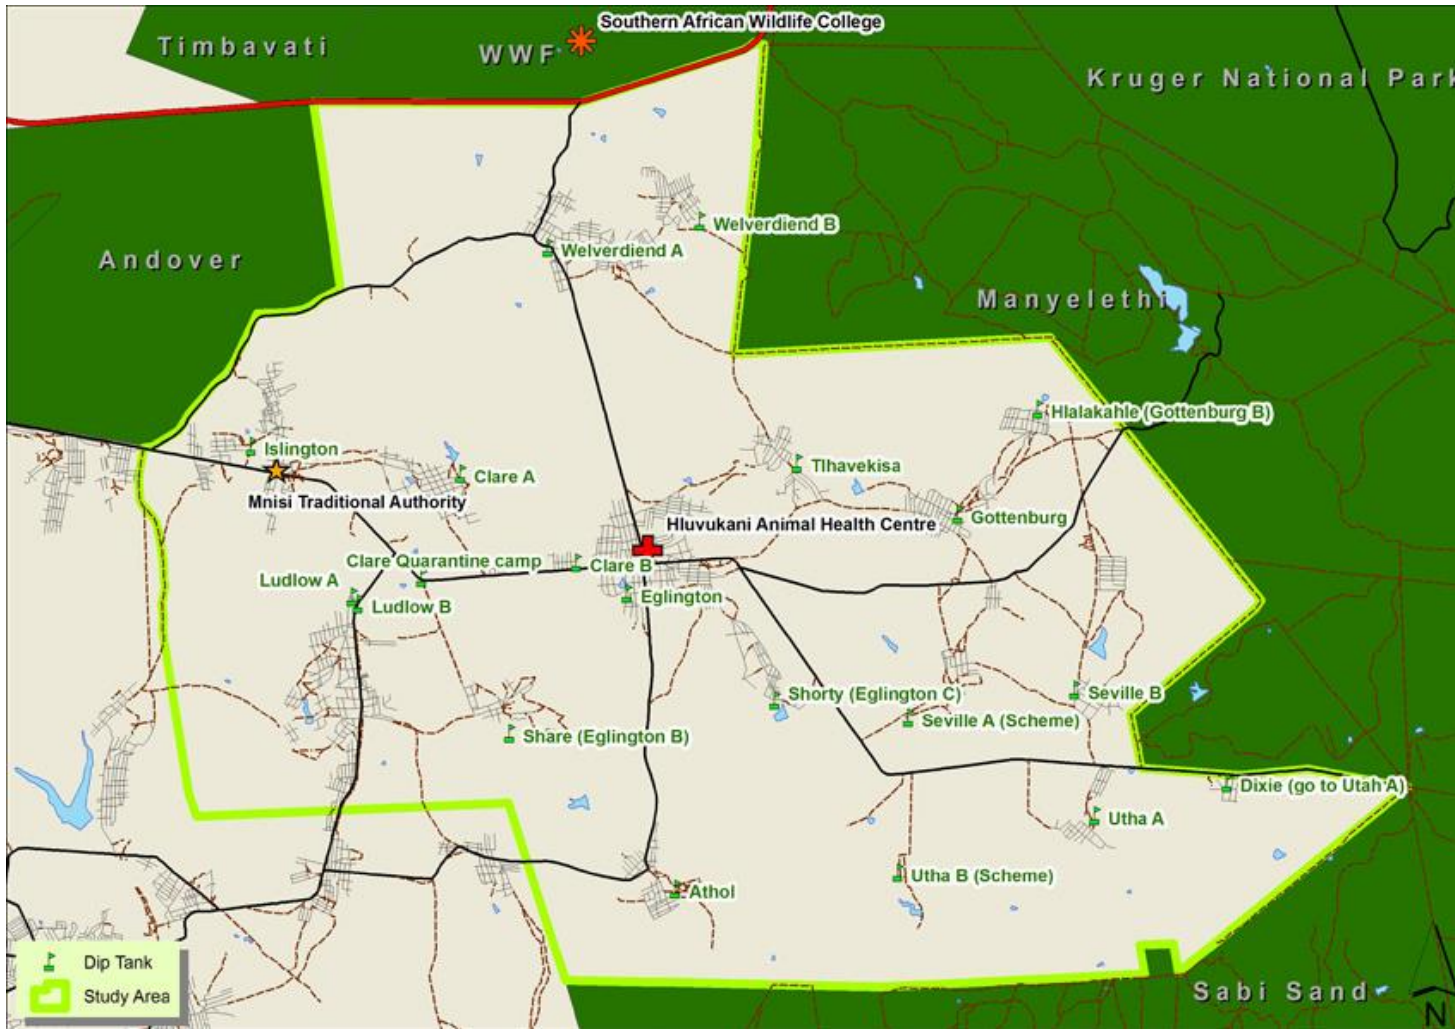 Southern African Wildlife College
Timbavati
WWF
Kruger National Park
Welverdiend B
Welverdiend A
Andover
Manyelethi
Hlalakahle (Gottenburg B)
Islington
Tlhavekisa
Clare A
Mnisi Traditional Authority
Gottenburg
Hluvukani Animal Health Centre
Clare Quarantine camp
Clare B
Ludlow A
Eglington
Ludlow B
Shorty (Eglington C)
Seville B
Seville A (Scheme)
Share (Eglington B)
Dixie (go to Utah A)
Utha A
Utha B (Scheme)
Athol
Dip Tank
Study Area
Sabi Sand
N